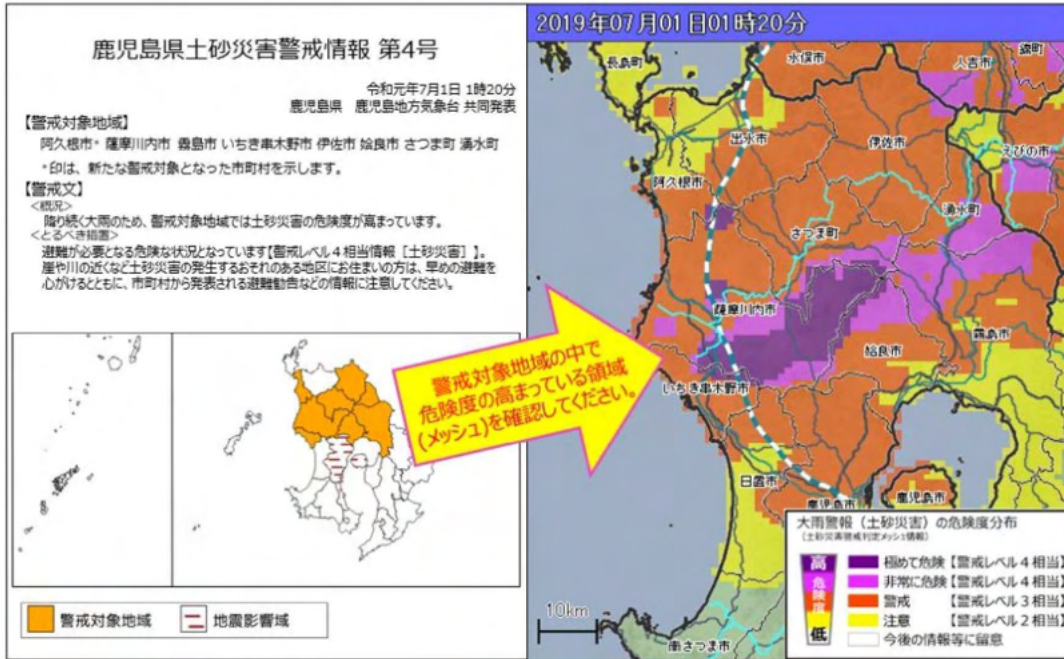 鹿児島県土砂災害警戒情報 第4号
令和元年7月1日 1時20分
鹿児島県 鹿児島地方気象台 共同発表
【警戒対象地域】
阿久根市* 薩摩川内市 霧島市 いちき串木野市 伊佐市 姶良市 さつま町 湧水町
*印は、新たな警戒対象となった市町村を示します。
【警戒文】
<概況>
降り続く大雨のため、警戒対象地域では土砂災害の危険度が高まっています。
<とるべき措置>
避難が必要となる危険な状況となっています【警戒レベル4相当情報[土砂災害]】。
崖や川の近くなど土砂災害の発生するおそれのある地区にお住まいの方は、早めの避難を
心がけるとともに、市町村から発表される避難勧告などの情報に注意してください。
警戒対象地域
地震影響域
警戒対象地域の中で
危険度の高まっている領域
(メッシュ)を確認してください。
2019年07月01日01時20分
長島町
水俣市
人吉市
出水市
伊佐市
えびの市
阿久根市
湧水町
さつま町
薩摩川内市
霧島市
姶良市
いちき串木野市
日置市
鹿児島市
鹿児島市
南さつま市
10km
大雨警報(土砂災害)の危険度分布
(土砂災害警戒判定メッシュ情報)
高
危険度
低
極めて危険【警戒レベル4相当】
非常に危険【警戒レベル4相当】
警戒【警戒レベル3相当】
注意【警戒レベル2相当】
今後の情報等に留意